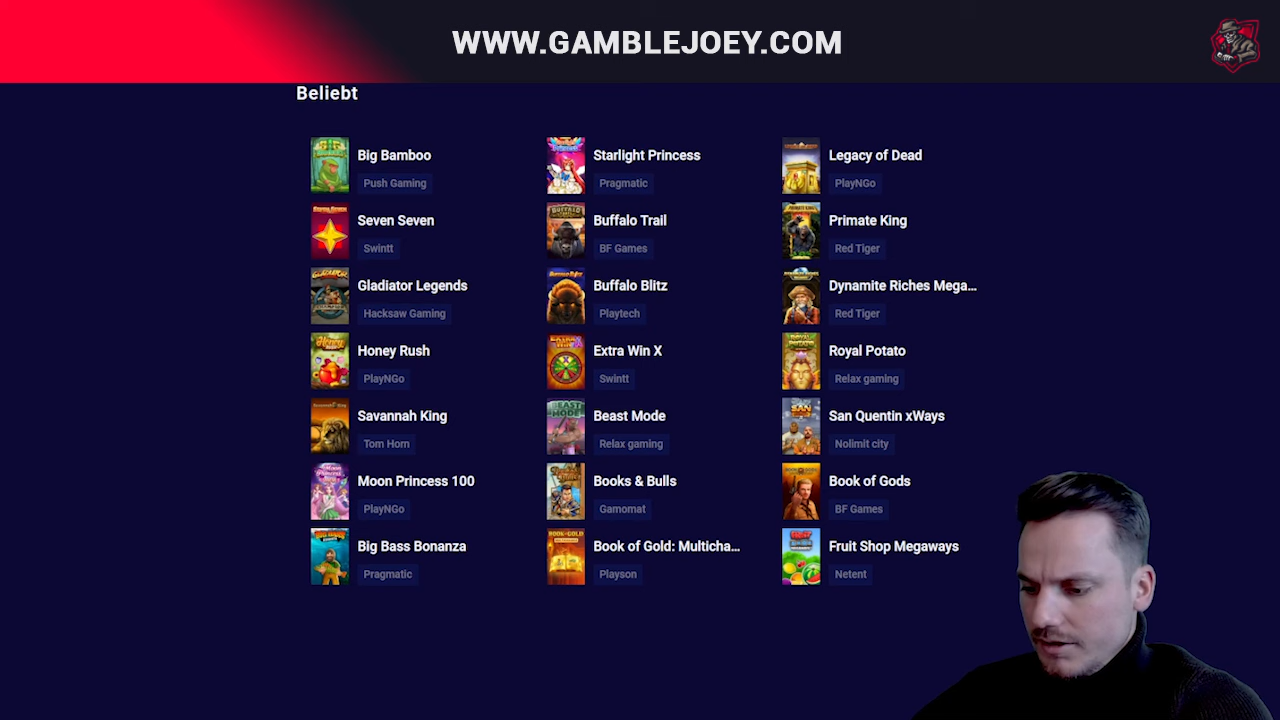 WWW.GAMBLEJOEY.COM
Beliebt
Big Bamboo
Push Gaming
Starlight Princess
Pragmatic
Legacy of Dead
PlayNGo
Seven Seven
Swintt
Buffalo Trail
BF Games
Primate King
Red Tiger
Gladiator Legends
Hacksaw Gaming
Buffalo Blitz
Playtech
Dynamite Riches Mega...
Red Tiger
Honey Rush
PlayNGo
Extra Win X
Swintt
Royal Potato
Relax gaming
Savannah King
Tom Horn
Beast Mode
Relax gaming
San Quentin xWays
Nolimit city
Moon Princess 100
PlayNGo
Books & Bulls
Gamomat
Book of Gods
BF Games
Big Bass Bonanza
Pragmatic
Book of Gold: Multicha...
Playson
Fruit Shop Megaways
Netent